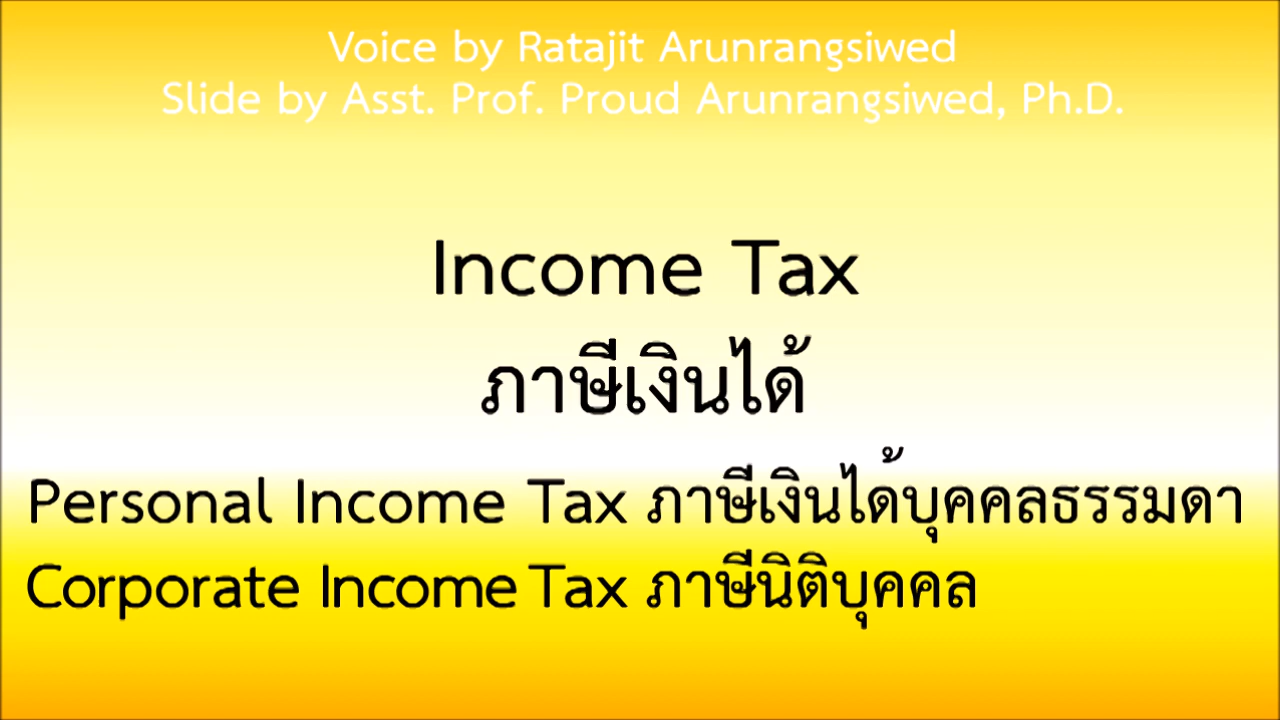 Voice by Ratajit Arunrangsiwed
Slide by Asst. Prof. Proud Arunrangsiwed, Ph.D.
Income Tax
ภาษีเงินได้
Personal Income Tax ภาษีเงินได้บุคคลธรรมดา
Corporate Income Tax ภาษีนิติบุคคล